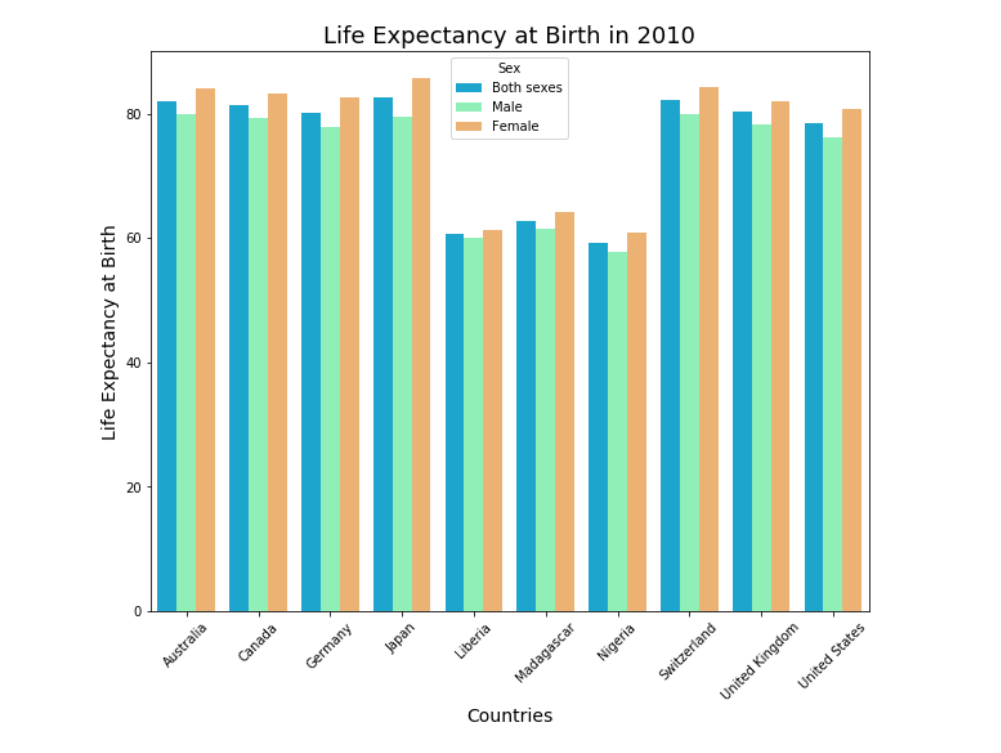 Life Expectancy at Birth in 2010
Sex
Both sexes
Male
Female
Life Expectancy at Birth
80
60
40
20
0
Australia
Canada
Germany
Japan
Liberia
Madagascar
Nigeria
Switzerland
United Kingdom
United States
Countries